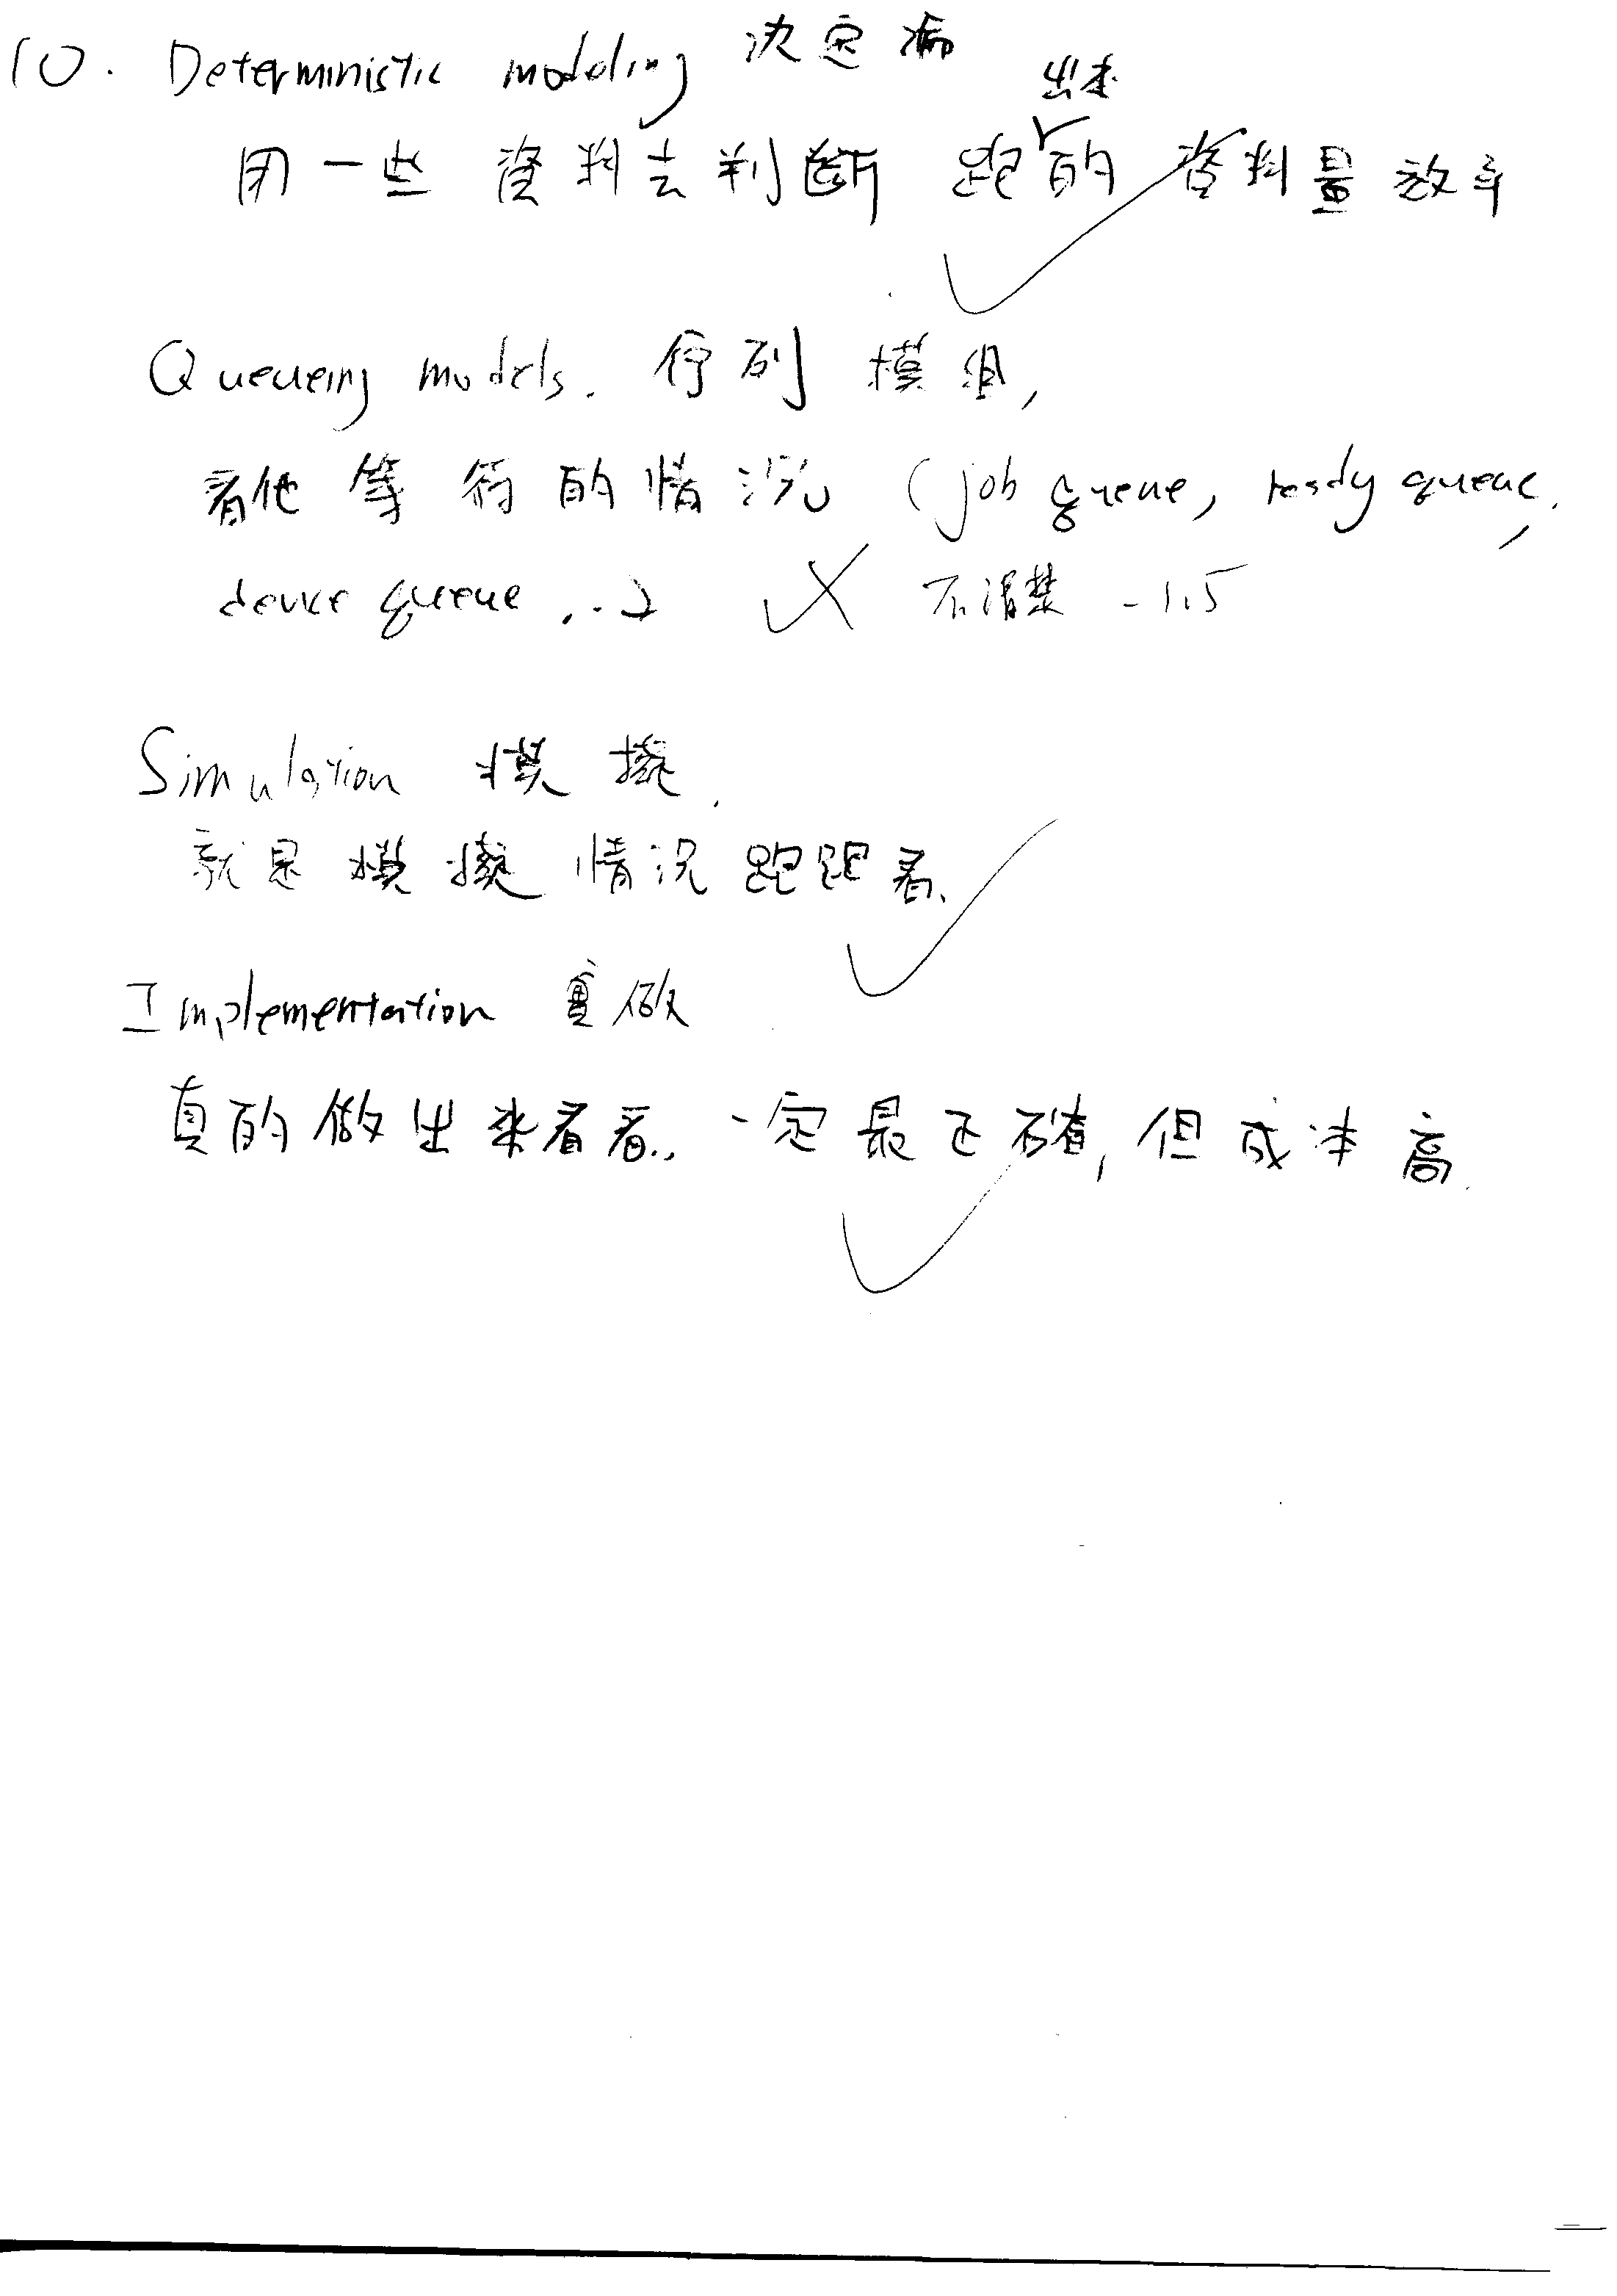 10. Deterministic modeling 決定論
出來
用一些資料去判斷 跑的資料量效率
Queueing models. 佇列 模組,
看他等待的情況 (job queue, ready queue,
device queue...) 不清楚 -1.5
Simulation 模擬.
就是模擬情況跑跑看.
Implementation 實做
真的做出來看看., 一定最正確, 但成本高.